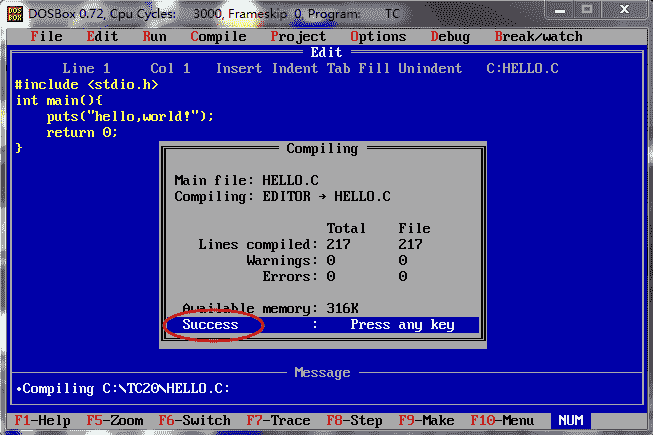 DOSBox 0.72, Cpu Cycles: 3000, Frameskip 0, Program: TC
File Edit Run Compile Project Options Debug Break/watch
Edit
Line 1 Col 1 Insert Indent Tab Fill Unindent C:HELLO.C
#include <stdio.h>
int main(){
puts("hello,world!");
return 0;
}
Compiling
Main file: HELLO.C
Compiling: EDITOR → HELLO.C
Total File
Lines compiled: 217 217
Warnings: 0 0
Errors: 0 0
Available memory: 316K
Success : Press any key
Message
•Compiling C:\TC20\HELLO.C:
F1-Help F5-Zoom F6-Switch F7-Trace F8-Step F9-Make F10-Menu NUM